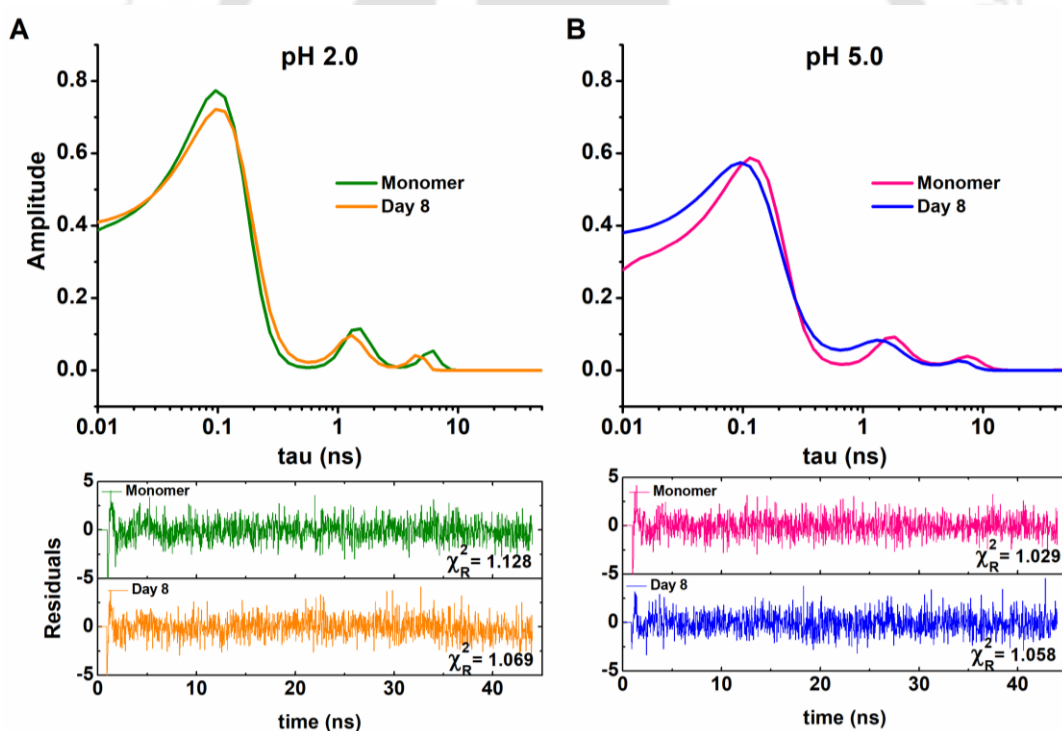 A
pH 2.0
0.8
0.6
0.4
0.2
0.0
Amplitude
Monomer
Day 8
0.01
0.1
1
10
tau (ns)
B
pH 5.0
0.8
0.6
0.4
0.2
0.0
Monomer
Day 8
0.01
0.1
1
10
tau (ns)
Residuals
5
0
-5
Monomer
χ²R = 1.128
0
-5
Day 8
χ²R = 1.069
0
10
20
30
40
time (ns)
5
0
-5
Monomer
χ²R = 1.029
0
-5
Day 8
χ²R = 1.058
0
10
20
30
40
time (ns)